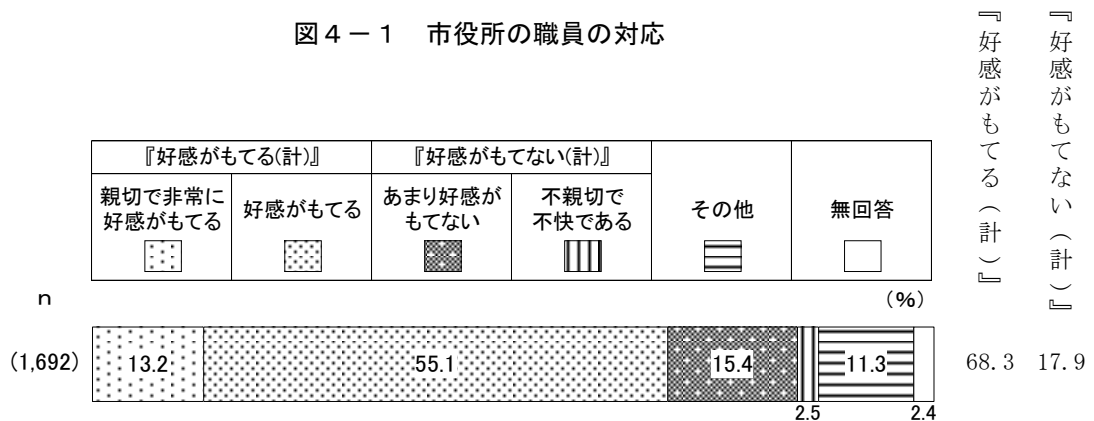 図４－１　市役所の職員の対応
『好感がもてる（計）』
『好感がもてない（計）』
『好感がもてる(計)』
『好感がもてない(計)』
親切で非常に
好感がもてる
好感がもてる
あまり好感が
もてない
不親切で
不快である
その他
無回答
n
(%)
(1,692)
13.2
55.1
15.4
2.5
11.3
2.4
68.3
17.9